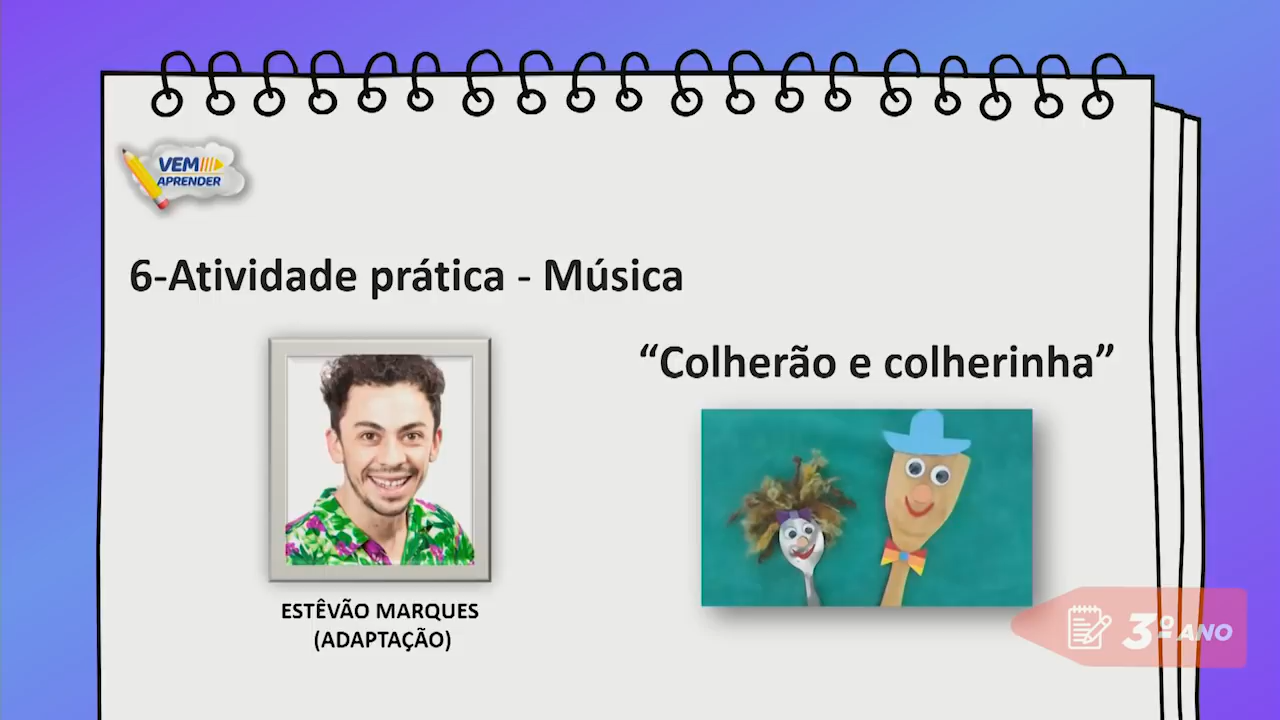 VEM
APRENDER
6-Atividade prática - Música
“Colherão e colherinha”
ESTÊVÃO MARQUES
(ADAPTAÇÃO)
3º ANO